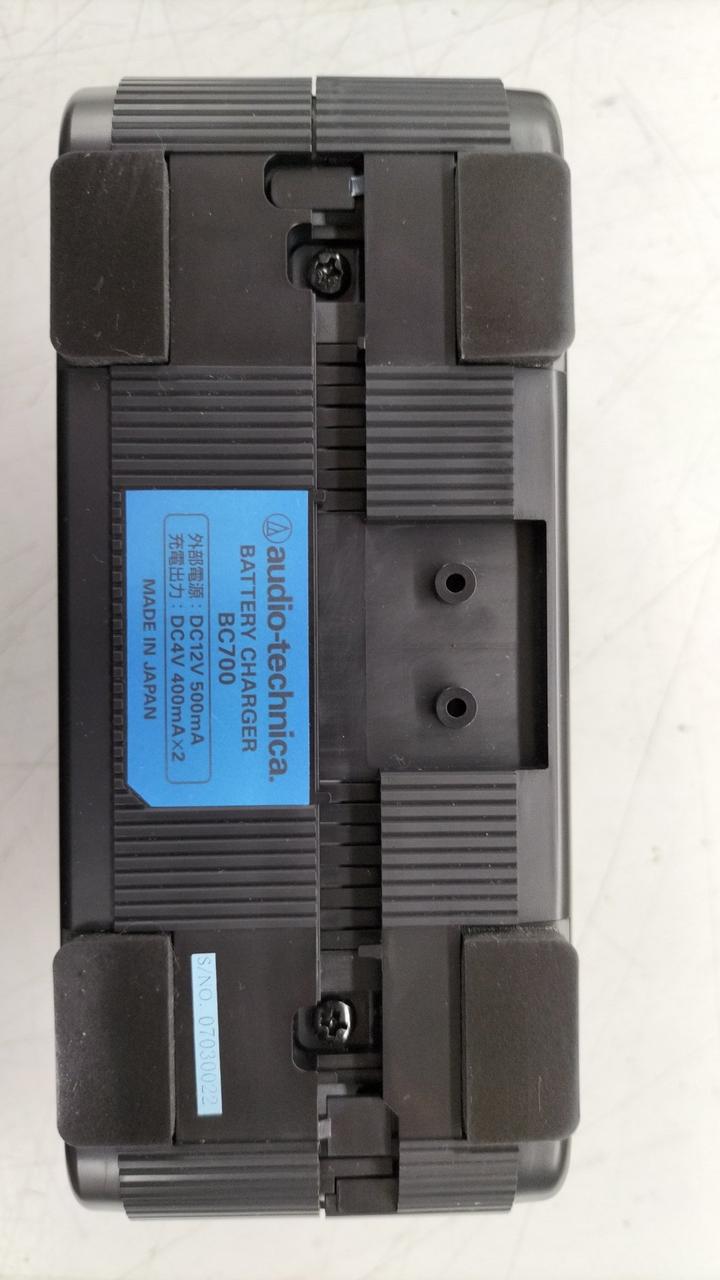 audio-technica®
BATTERY CHARGER
BC700
外部電源：DC12V 500mA
充電出力：DC4V 400mA×2
MADE IN JAPAN
S/NO. 07030022